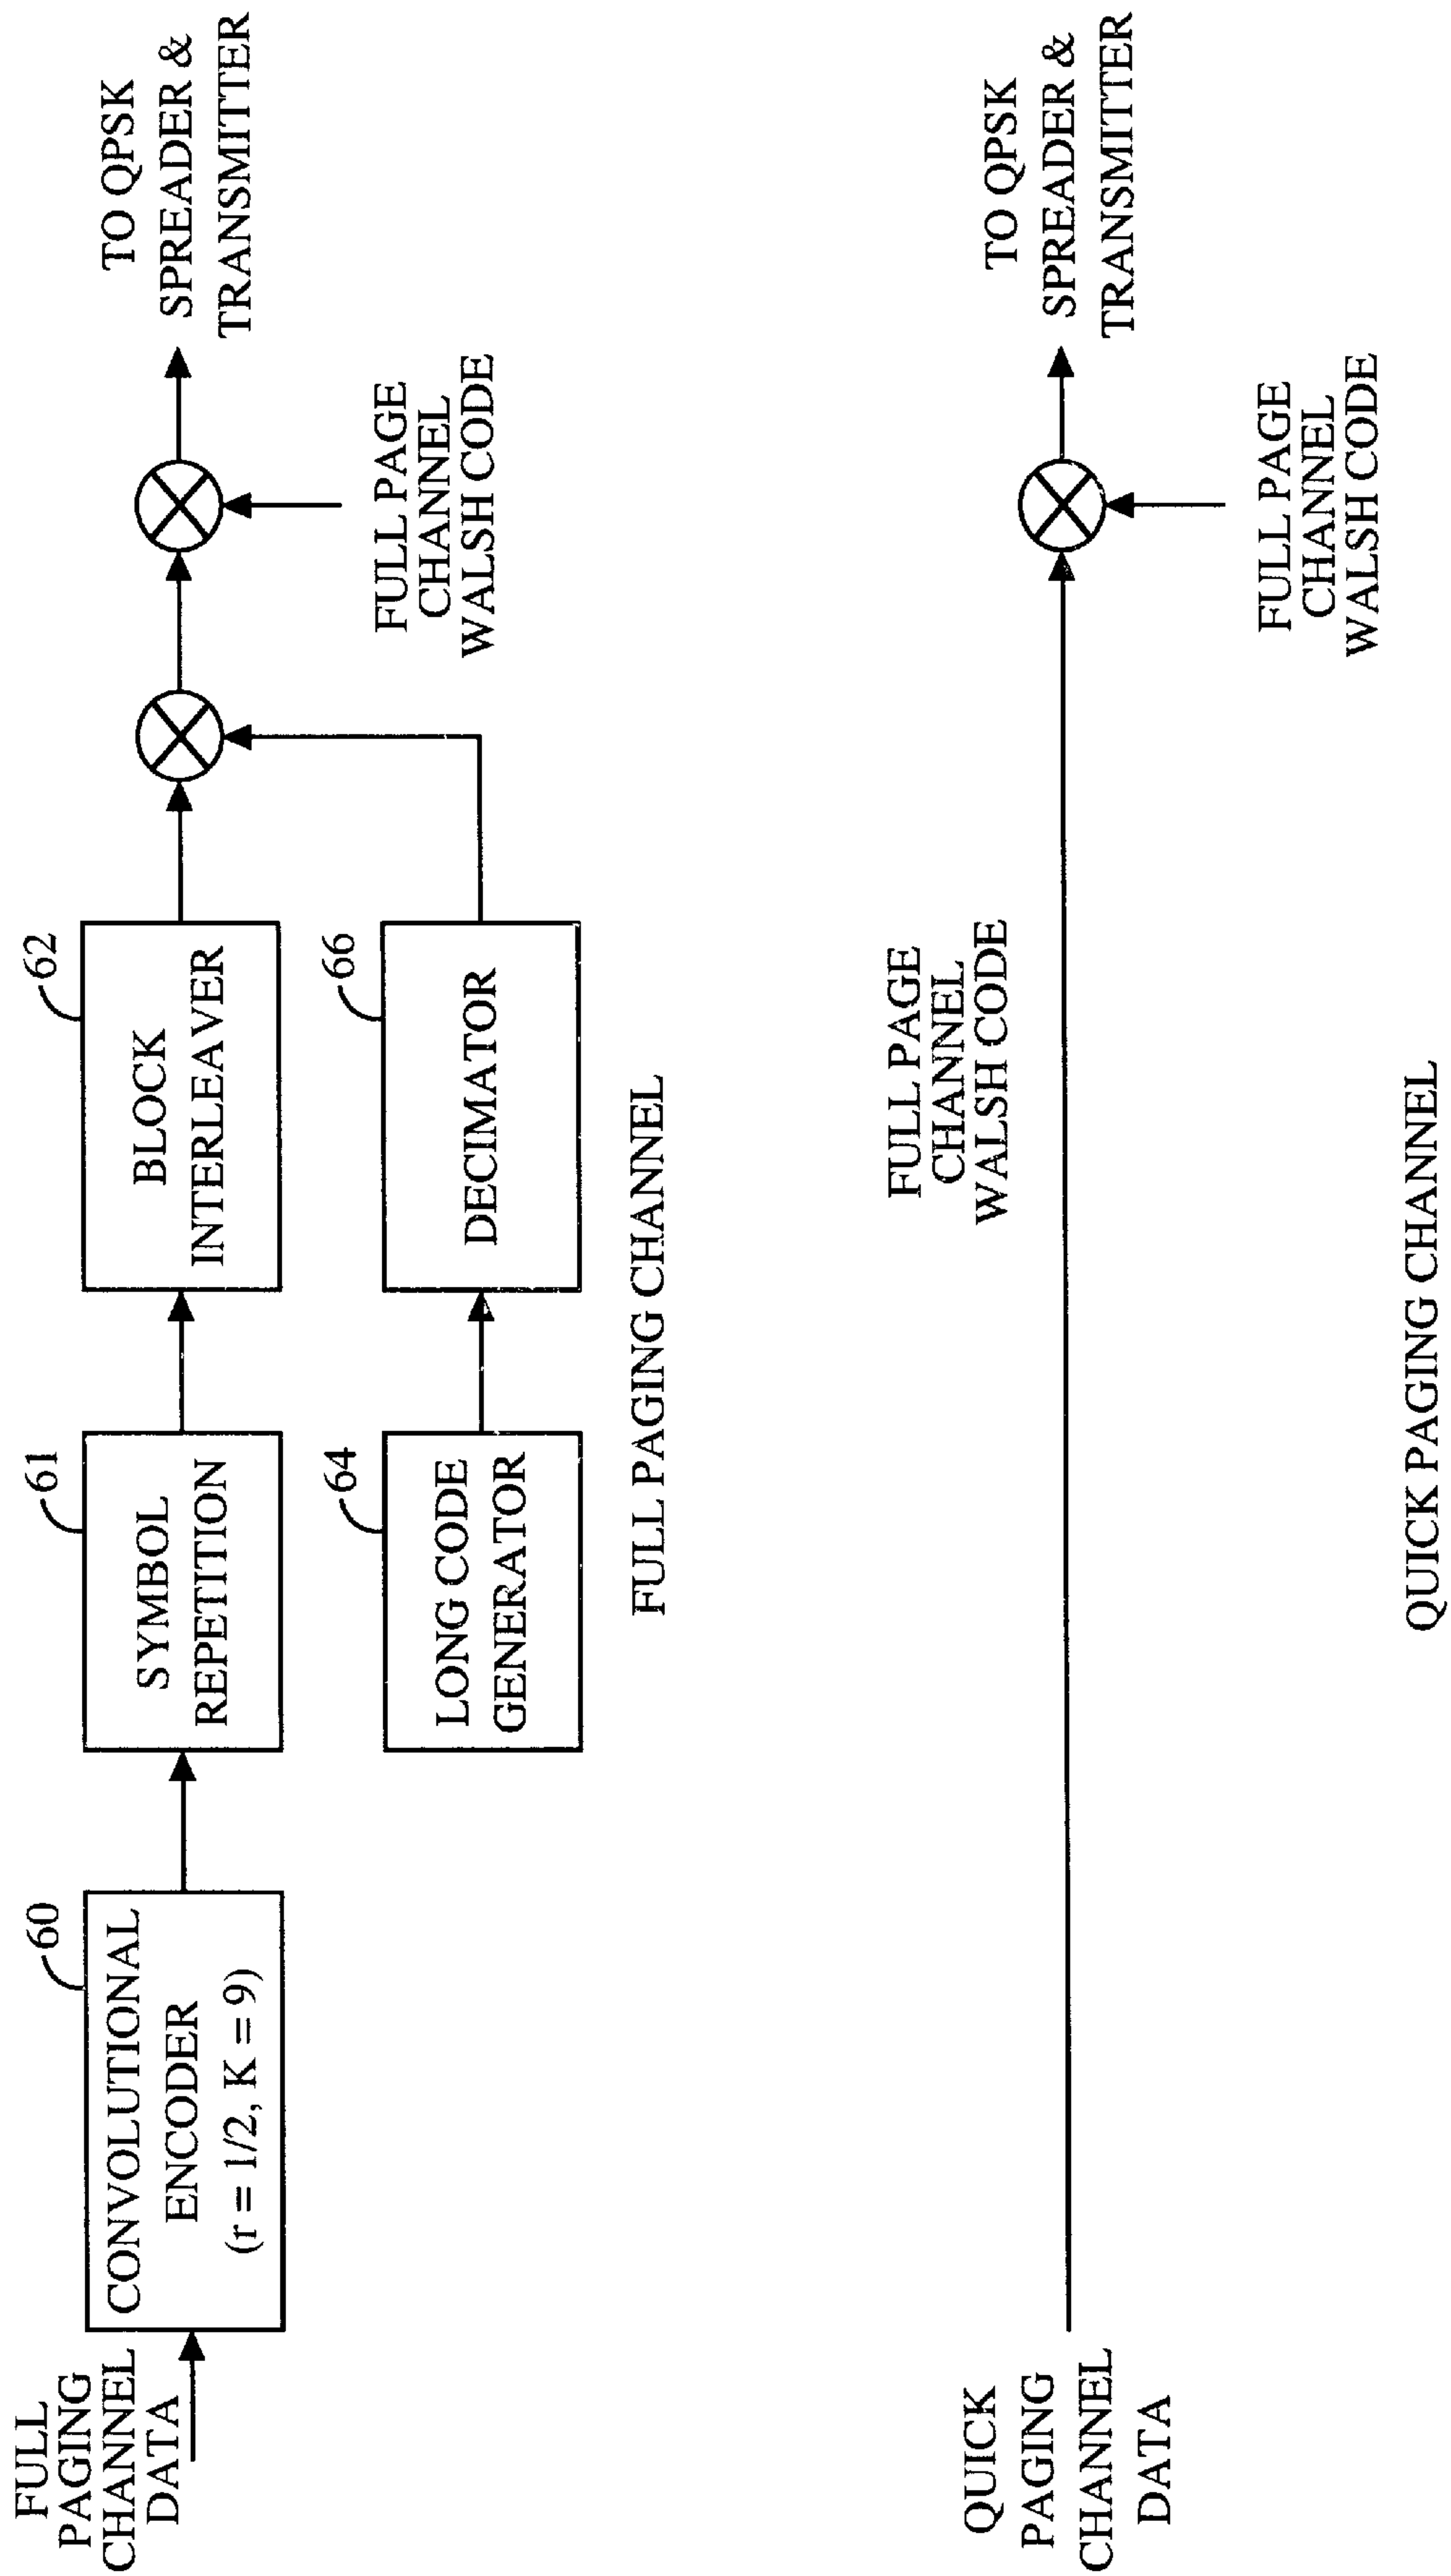 FULL
PAGING
CHANNEL
DATA
60
CONVOLUTIONAL
ENCODER
(r = 1/2, K = 9)
61
SYMBOL
REPETITION
62
BLOCK
INTERLEAVER
64
LONG CODE
GENERATOR
66
DECIMATOR
FULL PAGE
CHANNEL
WALSH CODE
TO QPSK
SPREADER &
TRANSMITTER
FULL PAGING CHANNEL
QUICK
PAGING
CHANNEL
DATA
FULL PAGE
CHANNEL
WALSH CODE
FULL PAGE
CHANNEL
WALSH CODE
TO QPSK
SPREADER &
TRANSMITTER
QUICK PAGING CHANNEL